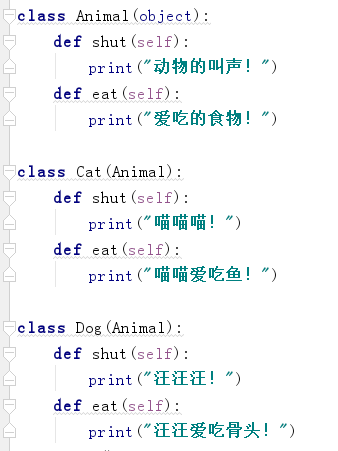 class Animal(object):
    def shut(self):
        print("动物的叫声！")
    def eat(self):
        print("爱吃的食物！")
class Cat(Animal):
    def shut(self):
        print("喵喵喵！")
    def eat(self):
        print("喵喵爱吃鱼！")
class Dog(Animal):
    def shut(self):
        print("汪汪汪！")
    def eat(self):
        print("汪汪爱吃骨头！")